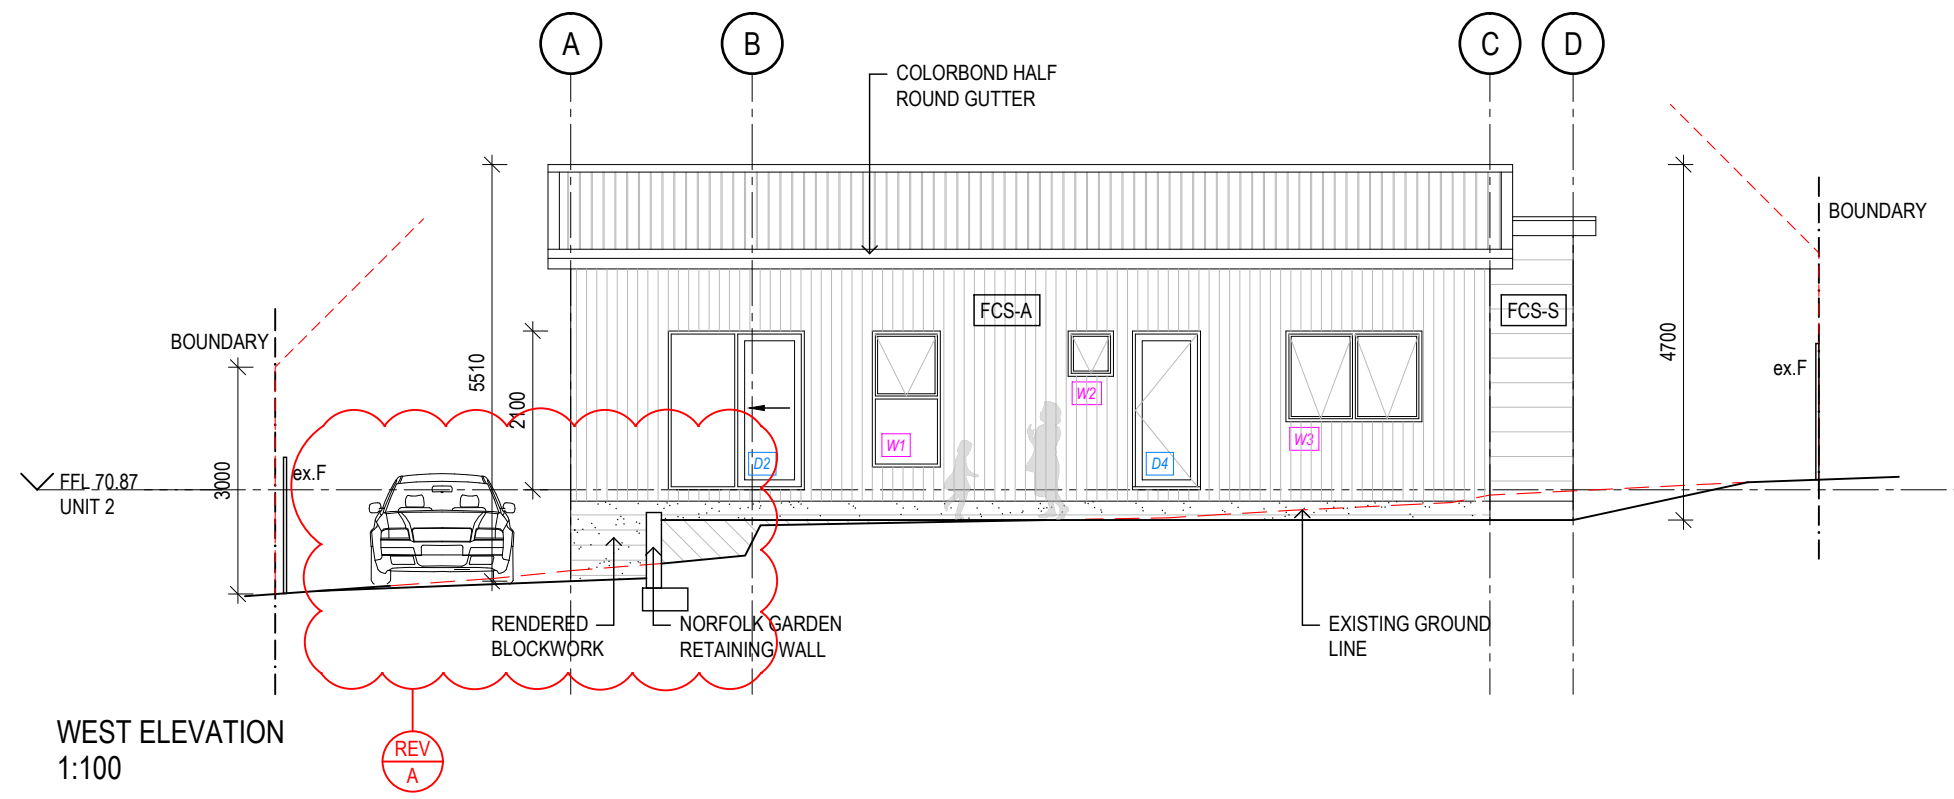 A
B
C
D
COLORBOND HALF
ROUND GUTTER
BOUNDARY
BOUNDARY
FCS-A
FCS-S
5510
2100
4700
3000
ex.F
ex.F
W1
W2
W3
D2
D4
FFL 70.87
UNIT 2
RENDERED
BLOCKWORK
NORFOLK GARDEN
RETAINING WALL
EXISTING GROUND
LINE
WEST ELEVATION
1:100
REV
A